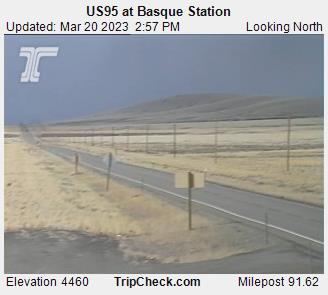 US95 at Basque Station
Updated: Mar 20 2023 2:57 PM Looking North
Elevation 4460 TripCheck.com Milepost 91.62